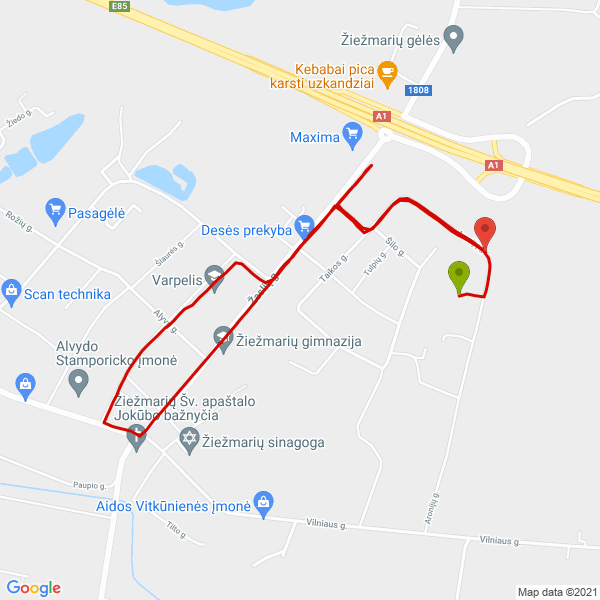 E85
Žiežmarių gėlės
Kebabai pica
karsti uzkandziai
1808
A1
Žiedo g.
Maxima
A1
Pasagėlė
Rožių g.
Desės prekyba
Šilo g.
Šiaurės g.
Tulpių g.
Taikos g.
Varpelis
Scan technika
Žaslių g.
Alyvų g.
Žiežmarių gimnazija
Alvydo
Stamporicko įmonė
Žiežmarių Šv. apaštalo
Jokūbo bažnyčia
Žiežmarių sinagoga
Paupio g.
Aronijų g.
Aidos Vitkūnienės įmonė
Vilniaus g.
Tilto g.
Vilniaus g.
Google
Map data ©2021